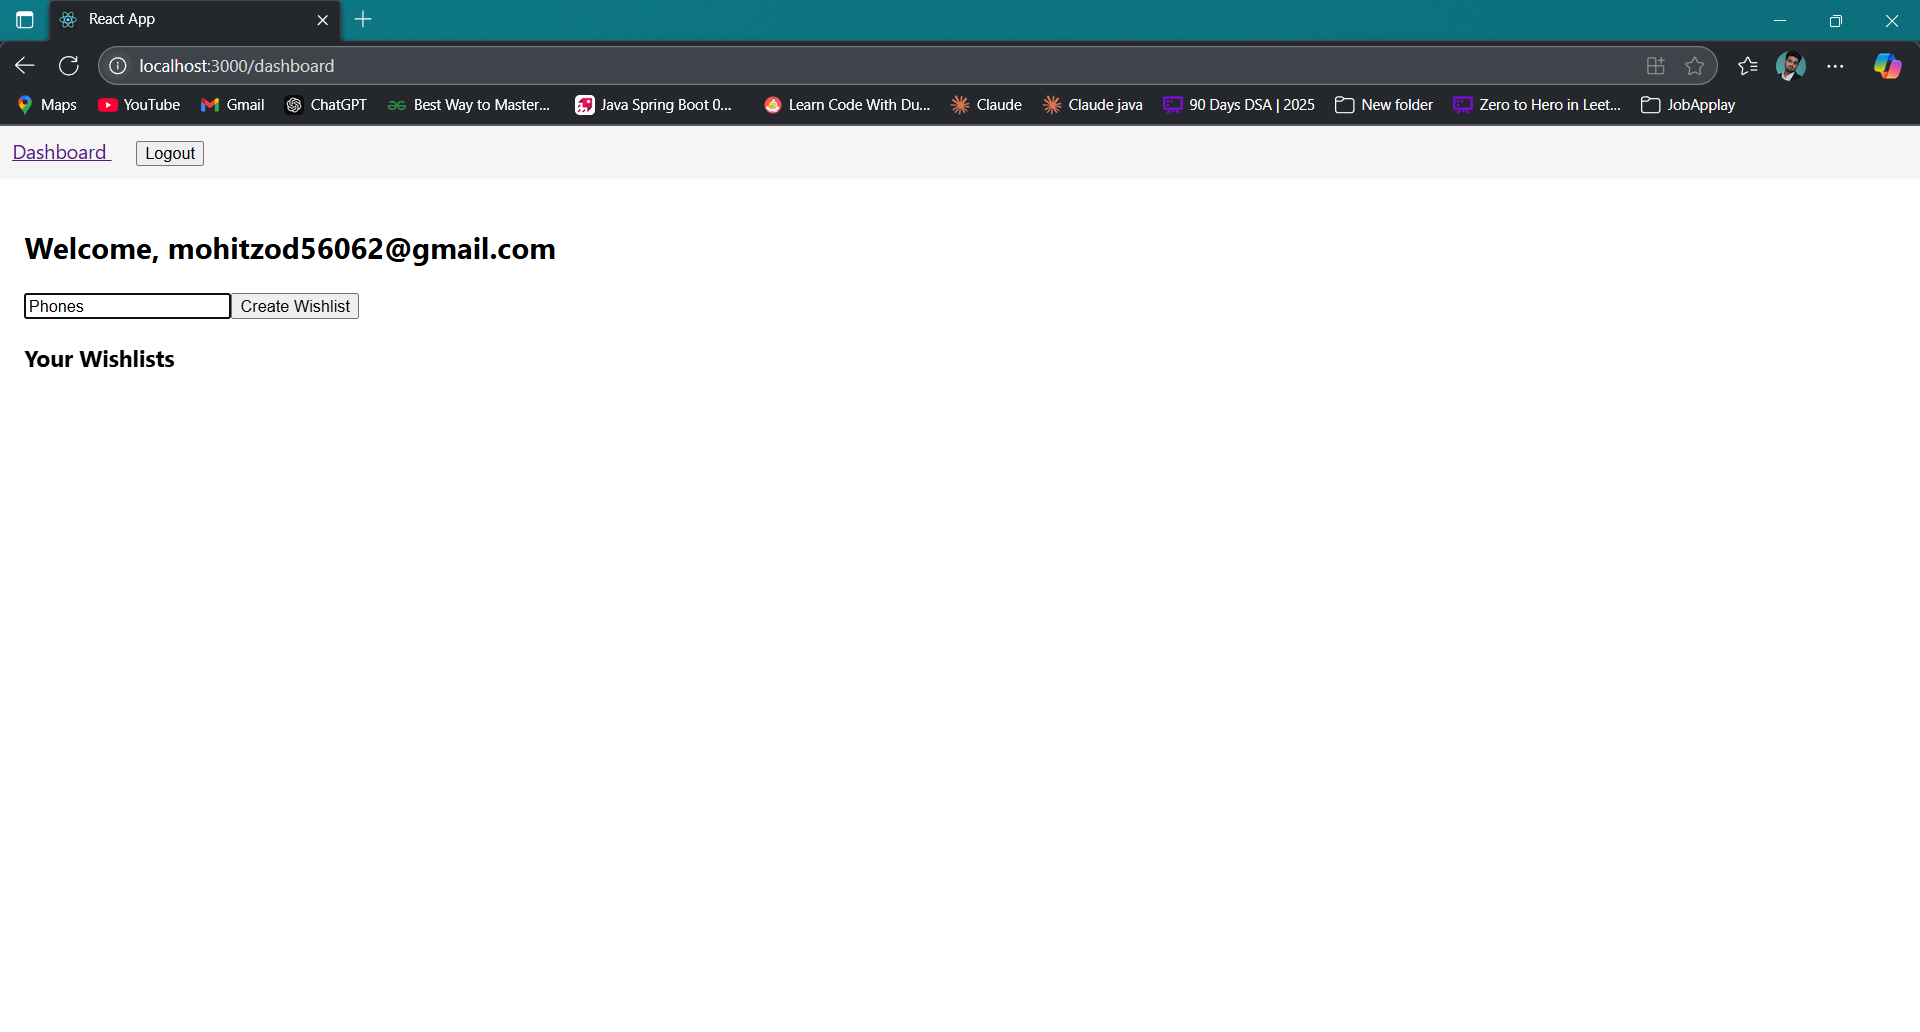 React App
localhost:3000/dashboard
Maps YouTube Gmail ChatGPT Best Way to Master... Java Spring Boot 0... Learn Code With Du... Claude Claude java 90 Days DSA | 2025 New folder Zero to Hero in Leet... JobApplay
Dashboard Logout
Welcome, mohitzod56062@gmail.com
Phones Create Wishlist
Your Wishlists